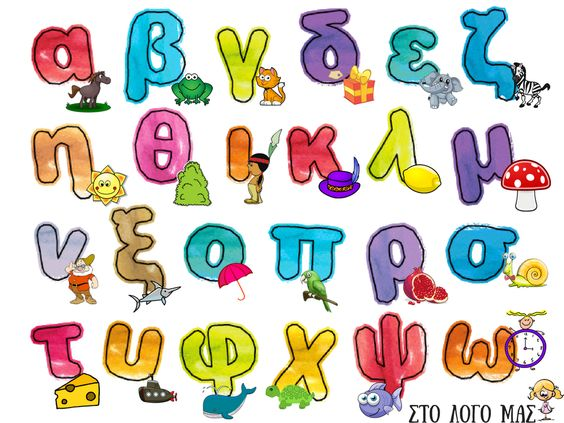 α β γ δ ε ζ
η θ ι κ λ μ
ν ξ ο π ρ σ
τ υ φ χ ψ ω
ΣΤΟ ΛΟΓΟ ΜΑΣ